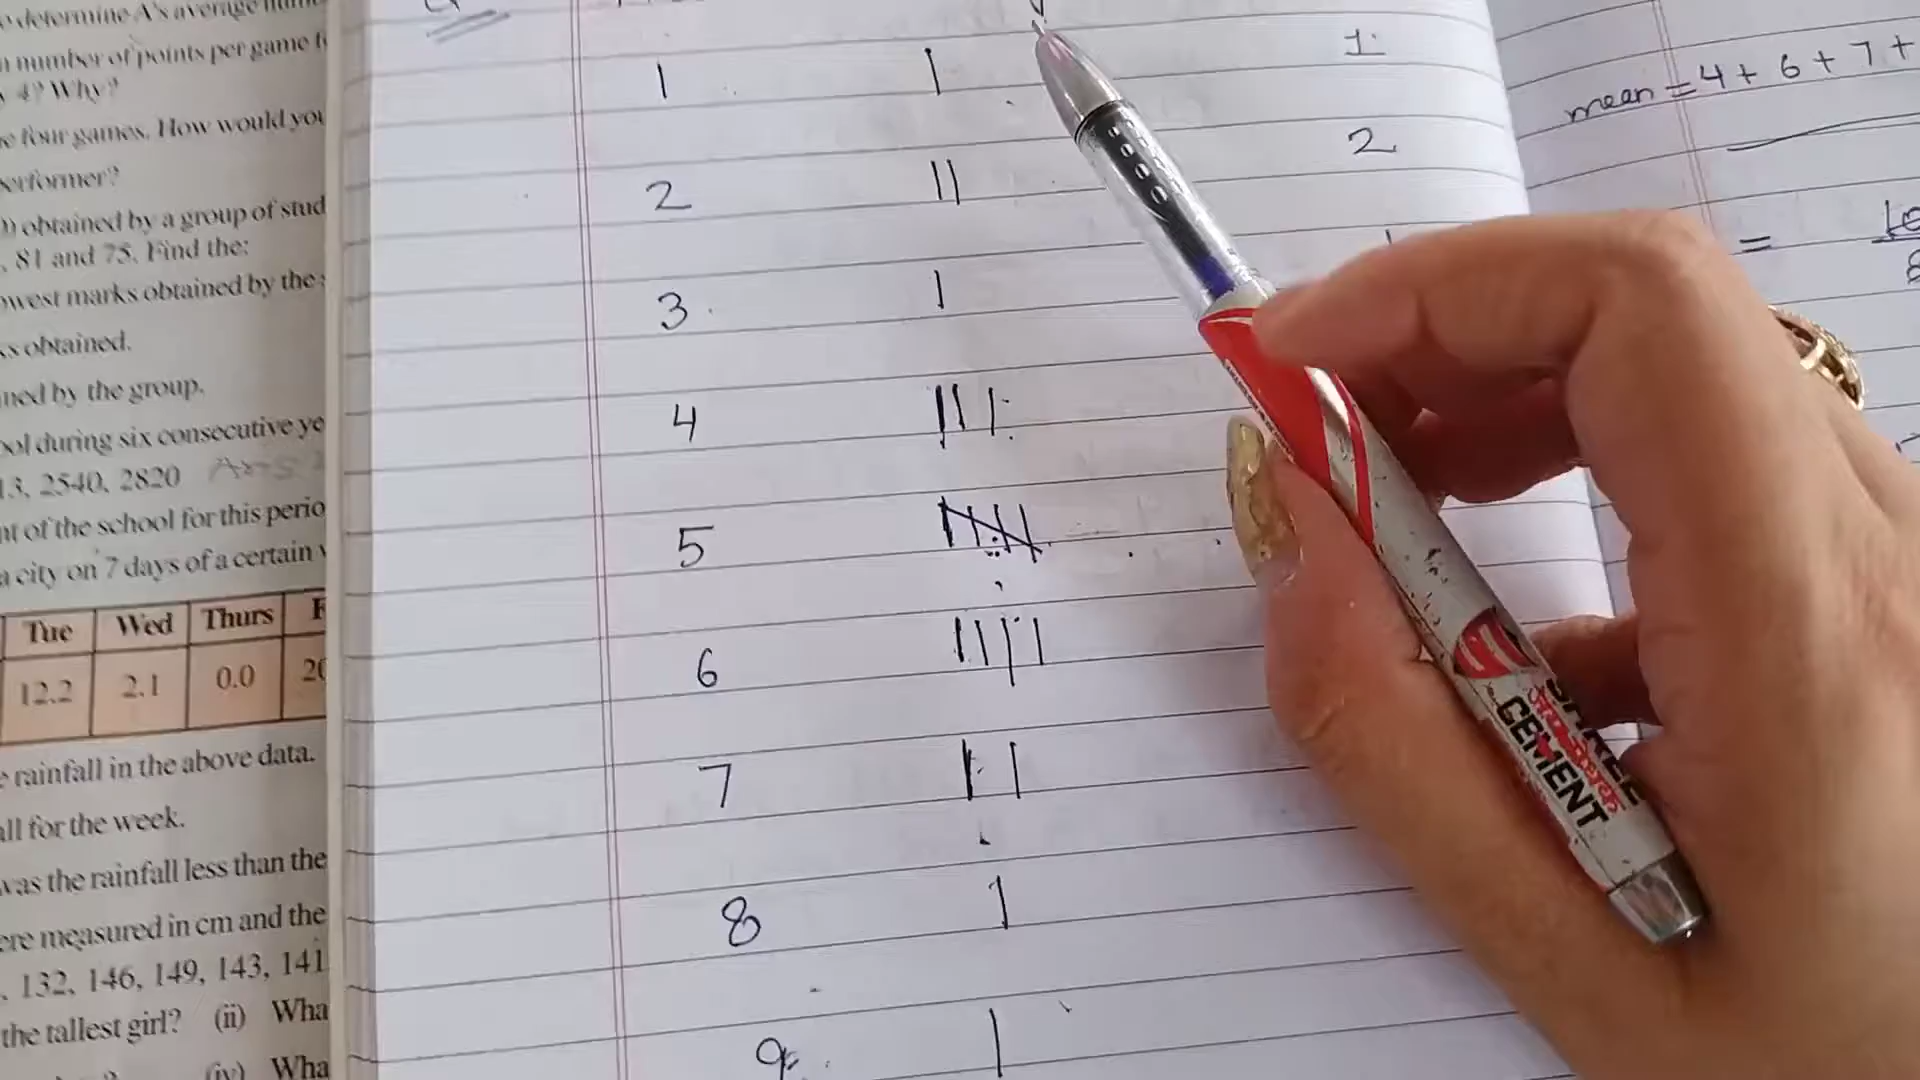 determine A's average
number of points per game
4? Why?
four games. How would you
performer?
obtained by a group of stud
, 81 and 75. Find the:
owest marks obtained by the
s obtained.
ned by the group.
ool during six consecutive ye
13, 2540, 2820 Ans
nt of the school for this perio
a city on 7 days of a certain
Tue Wed Thurs F
12.2 2.1 0.0 20
rainfall in the above data.
all for the week.
was the rainfall less than the
ere measured in cm and the
, 132, 146, 149, 143, 141
the tallest girl? (ii) Wha
(iv) Wha
1 | 1
2 || 2
3 |
4 |||
5 ||||
6 ||||
7 ||
8 |
9 |
mean = 4 + 6 + 7 +
=
CEMENT